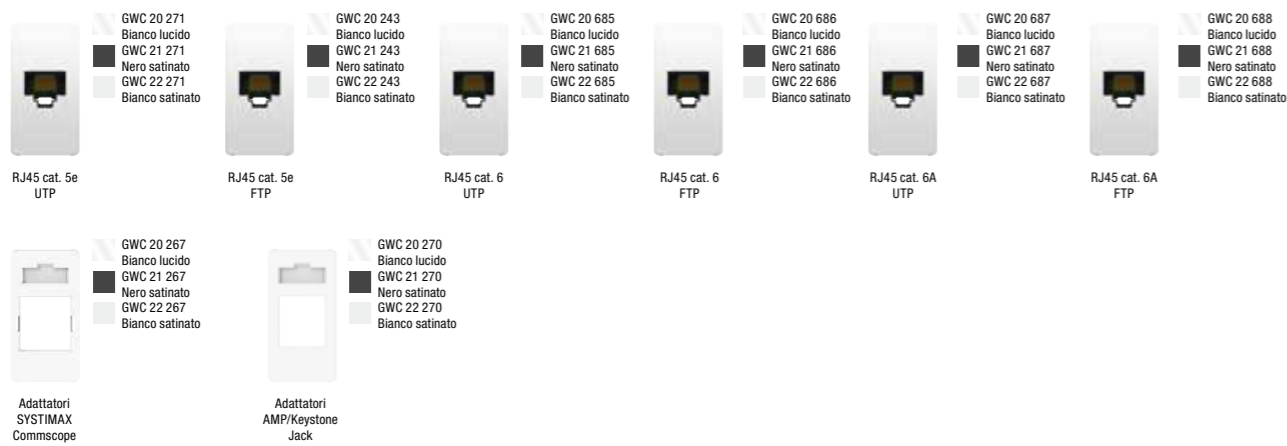 GWC 20 271
Bianco lucido
GWC 21 271
Nero satinato
GWC 22 271
Bianco satinato
RJ45 cat. 5e
UTP
GWC 20 243
Bianco lucido
GWC 21 243
Nero satinato
GWC 22 243
Bianco satinato
RJ45 cat. 5e
FTP
GWC 20 685
Bianco lucido
GWC 21 685
Nero satinato
GWC 22 685
Bianco satinato
RJ45 cat. 6
UTP
GWC 20 686
Bianco lucido
GWC 21 686
Nero satinato
GWC 22 686
Bianco satinato
RJ45 cat. 6
FTP
GWC 20 687
Bianco lucido
GWC 21 687
Nero satinato
GWC 22 687
Bianco satinato
RJ45 cat. 6A
UTP
GWC 20 688
Bianco lucido
GWC 21 688
Nero satinato
GWC 22 688
Bianco satinato
RJ45 cat. 6A
FTP
GWC 20 267
Bianco lucido
GWC 21 267
Nero satinato
GWC 22 267
Bianco satinato
Adattatori
SYSTIMAX
Commscope
GWC 20 270
Bianco lucido
GWC 21 270
Nero satinato
GWC 22 270
Bianco satinato
Adattatori
AMP/Keystone
Jack